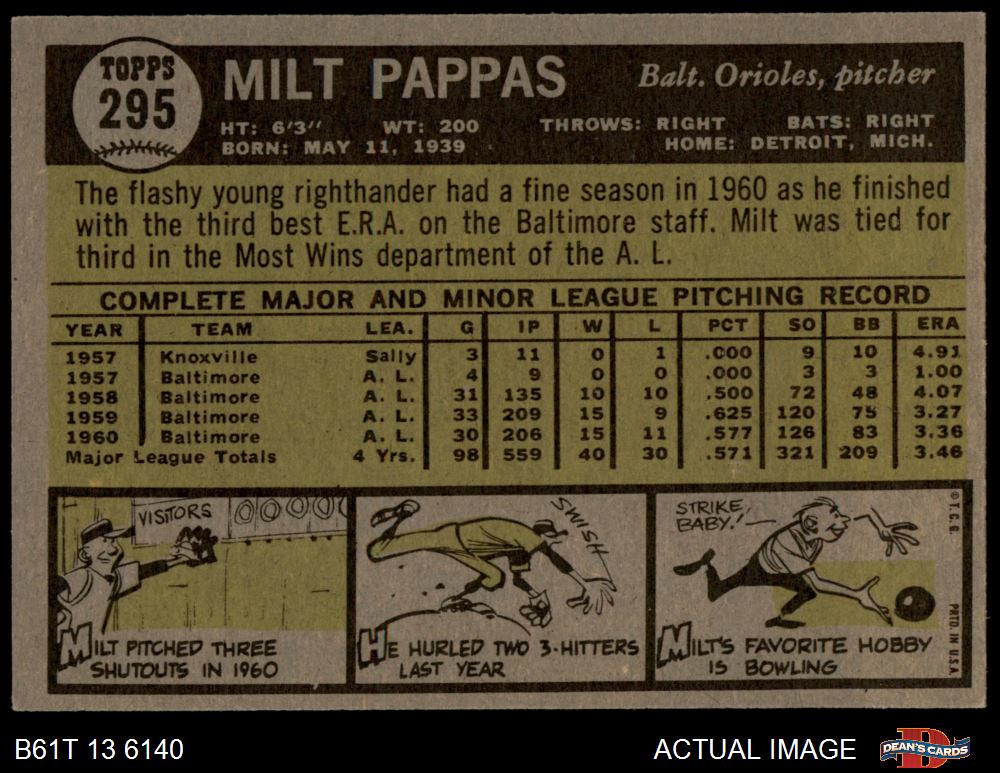 TOPPS
295
MILT PAPPAS
Balt. Orioles, pitcher
HT: 6'3" WT: 200 THROWS: RIGHT BATS: RIGHT
BORN: MAY 11, 1939 HOME: DETROIT, MICH.
The flashy young righthander had a fine season in 1960 as he finished
with the third best E.R.A. on the Baltimore staff. Milt was tied for
third in the Most Wins department of the A. L.
COMPLETE MAJOR AND MINOR LEAGUE PITCHING RECORD
YEAR TEAM LEA. G IP W L PCT SO BB ERA
1957 Knoxville Sally 3 11 0 1 .000 9 10 4.91
1957 Baltimore A. L. 4 9 0 0 .000 3 3 1.00
1958 Baltimore A. L. 31 135 10 10 .500 72 48 4.07
1959 Baltimore A. L. 33 209 15 9 .625 120 75 3.27
1960 Baltimore A. L. 30 206 15 11 .577 126 83 3.36
Major League Totals 4 Yrs. 98 559 40 30 .571 321 209 3.46
VISITORS 0 0 0 0 0
MILT PITCHED THREE
SHUTOUTS IN 1960
SWISH
HE HURLED TWO 3-HITTERS
LAST YEAR
STRIKE
BABY!
MILT'S FAVORITE HOBBY
IS BOWLING
© T.C.G. PRTD. IN U.S.A.
B61T 13 6140
ACTUAL IMAGE
DEAN'S CARDS